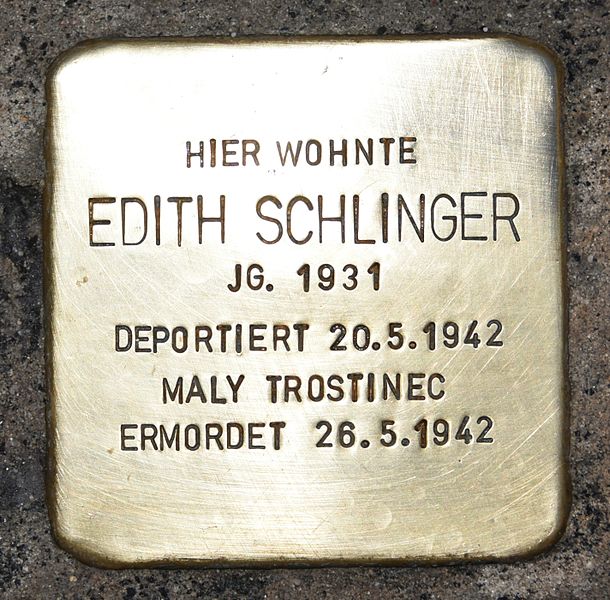 HIER WOHNTE
EDITH SCHLINGER
JG. 1931
DEPORTIERT 20.5.1942
MALY TROSTINEC
ERMORDET 26.5.1942